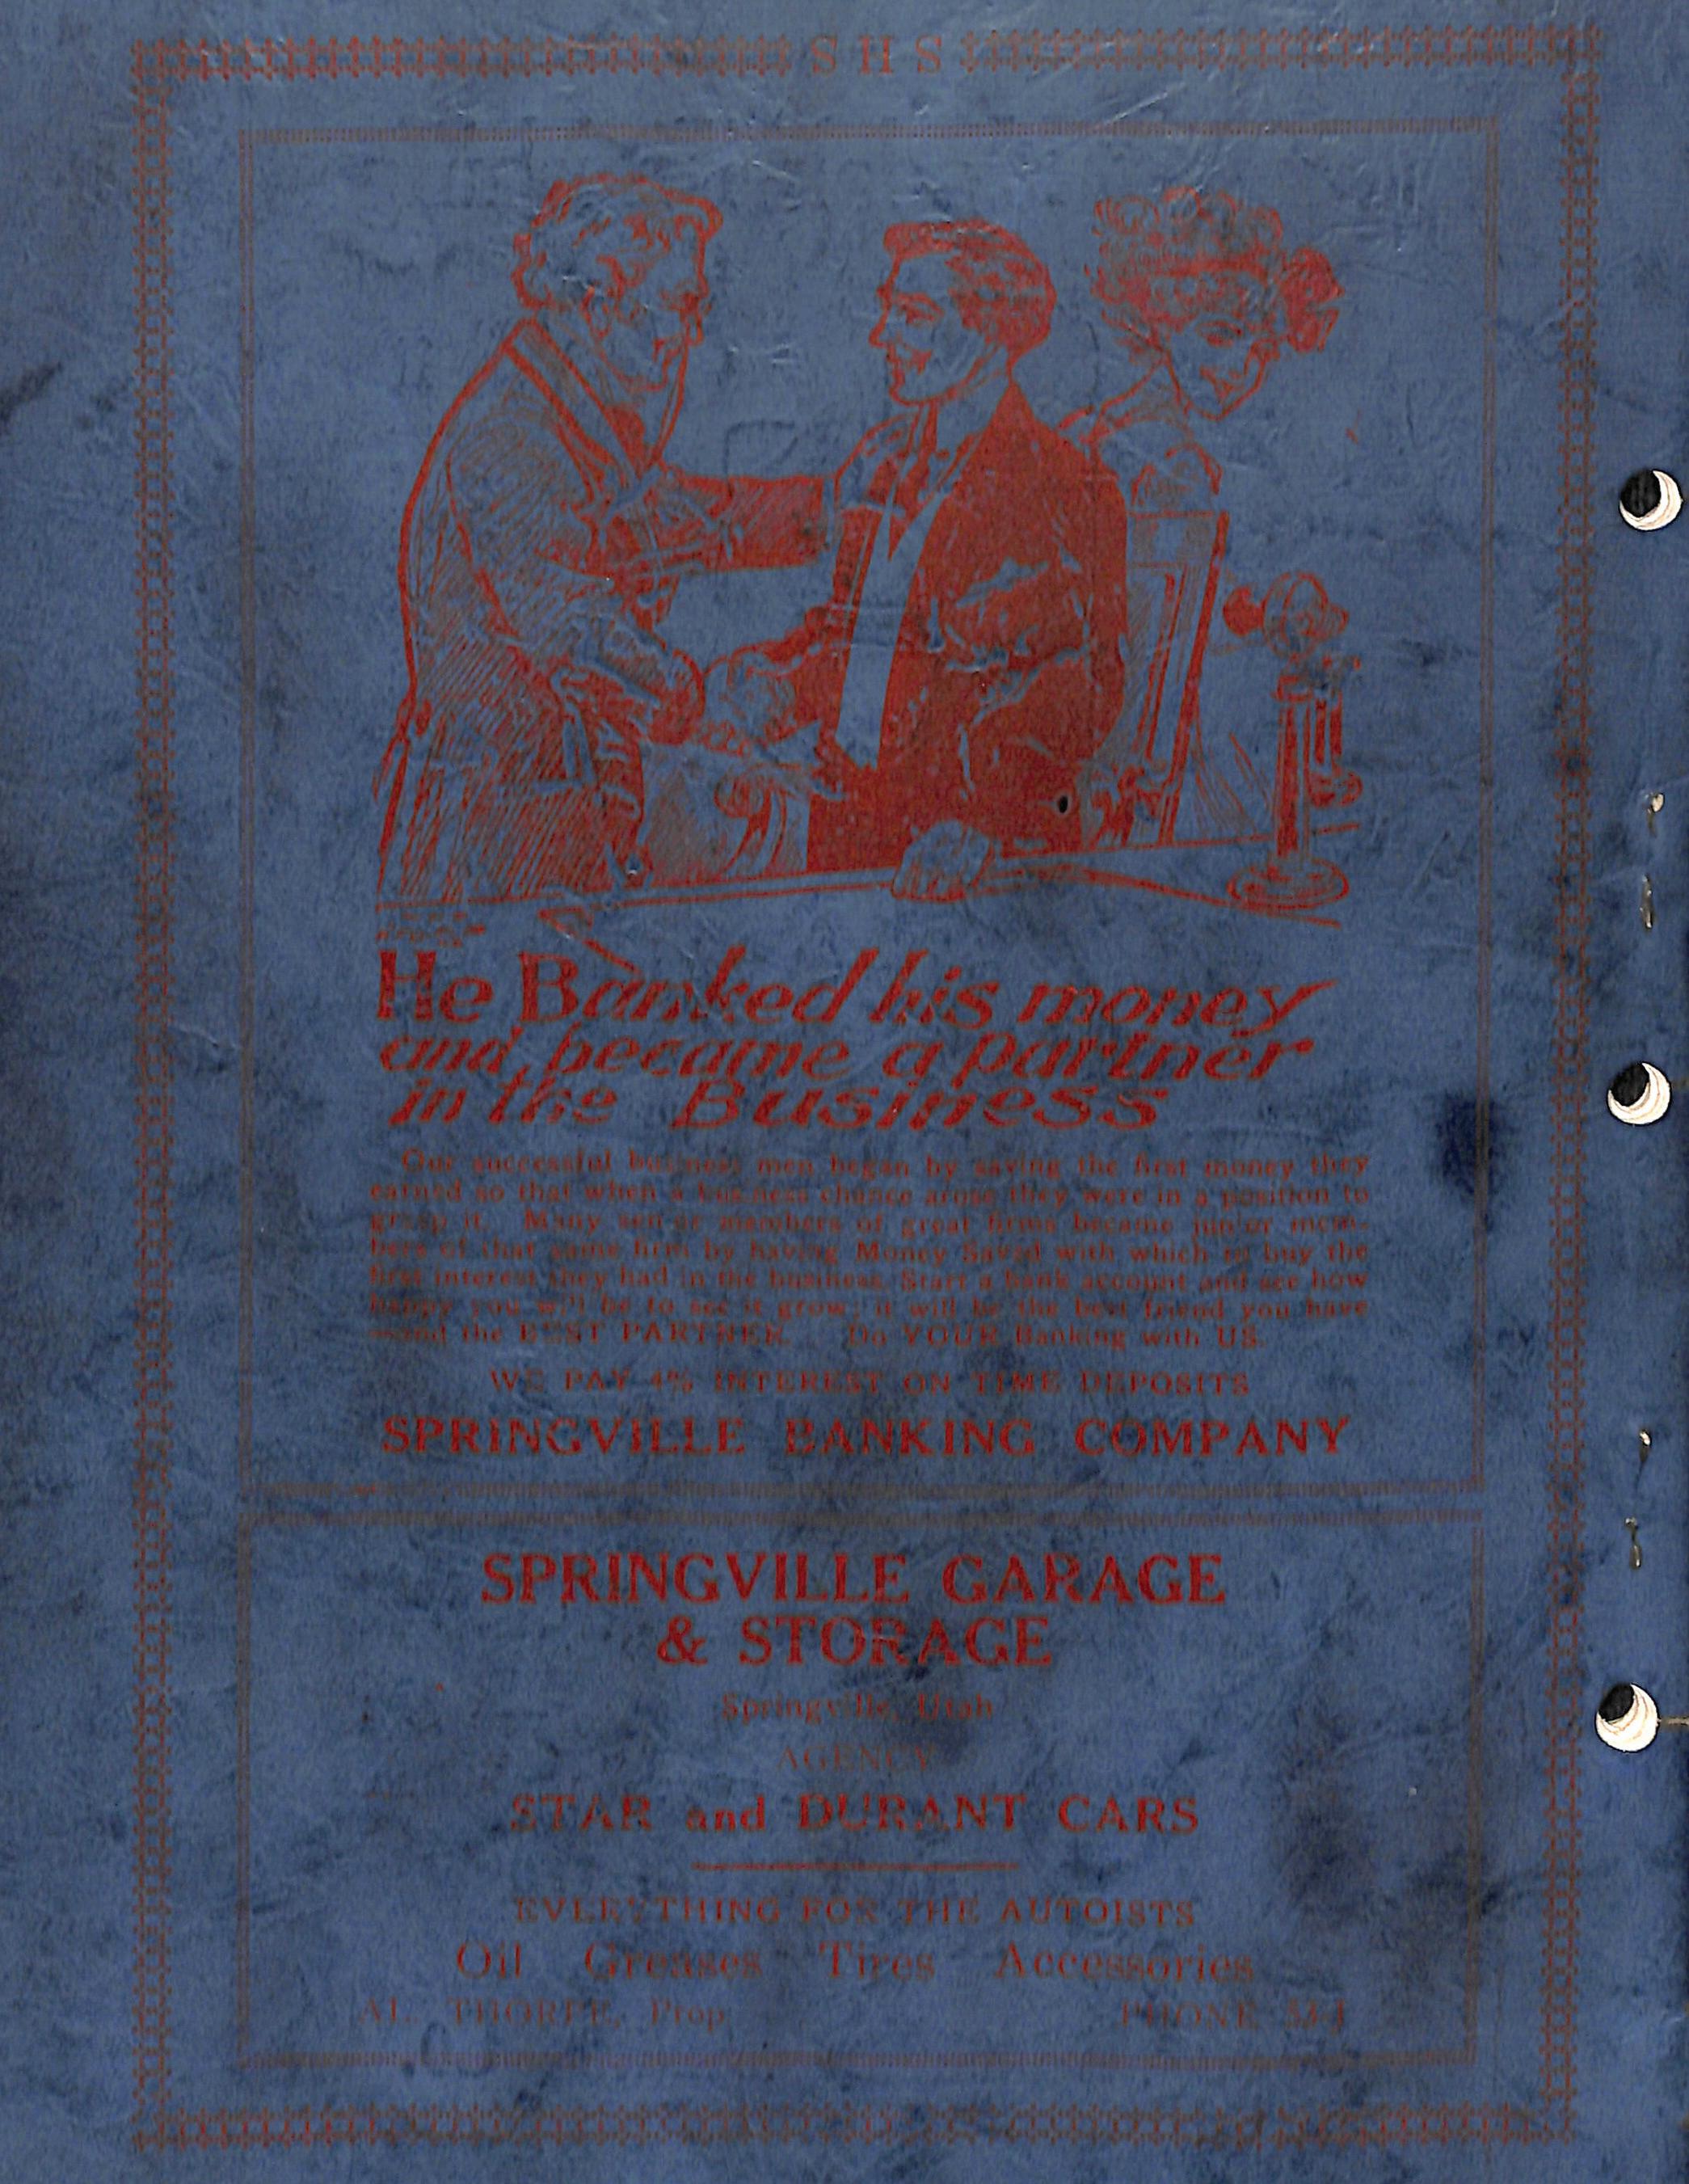 S H S
He Banked his money
and became a partner
in the Business
Our successful business men began by saving the first money they
earned so that when a business chance arose they were in a position to
grasp it. Many senior members of great firms became junior mem-
bers of that same firm by having Money Saved with which to buy the
first interest they had in the business. Start a bank account and see how
happy you will be to see it grow; it will be the best friend you have
and the BEST PARTNER. Do YOUR Banking with US.
WE PAY 4% INTEREST ON TIME DEPOSITS
SPRINGVILLE BANKING COMPANY
SPRINGVILLE GARAGE
& STORAGE
Springville, Utah
AGENCY
STAR and DURANT CARS
EVLEYTHING FOR THE AUTOISTS
Oil Greases Tires Accessories
AL. THORPE, Prop PHONE